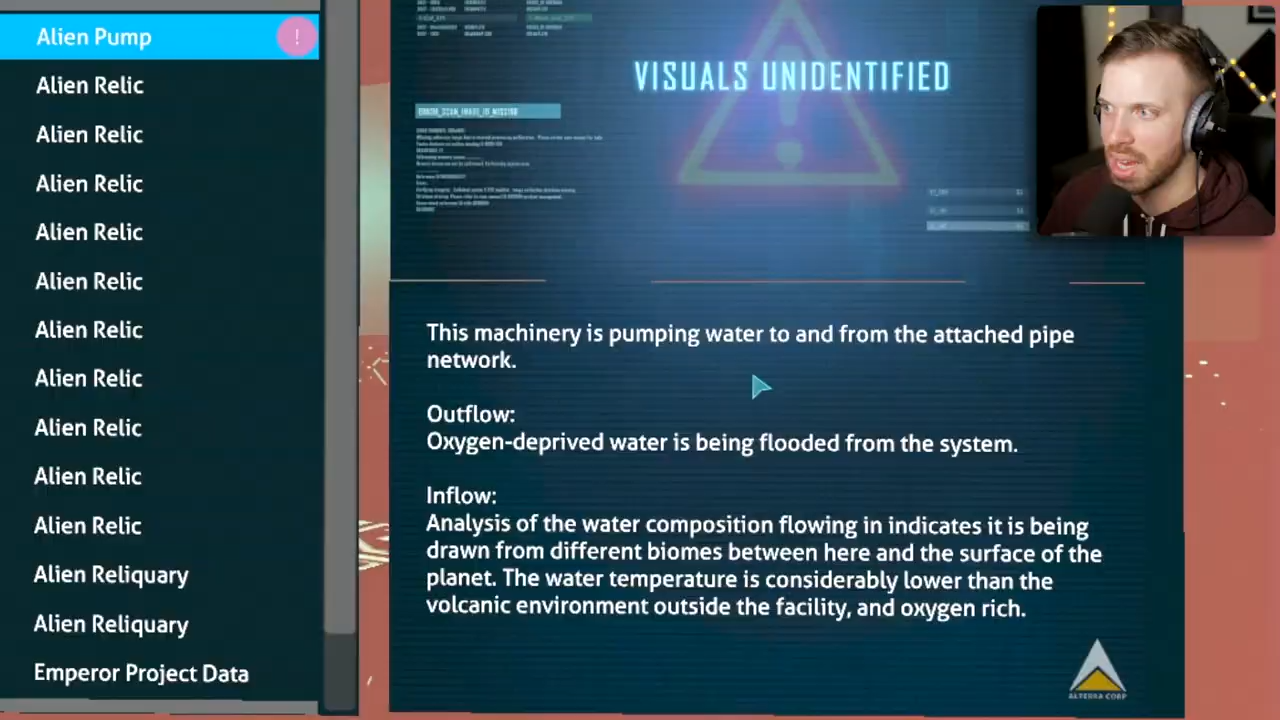 Alien Pump
!
Alien Relic
Alien Relic
Alien Relic
Alien Relic
Alien Relic
Alien Relic
Alien Relic
Alien Relic
Alien Relic
Alien Relic
Alien Reliquary
Alien Reliquary
Emperor Project Data
VISUALS UNIDENTIFIED
This machinery is pumping water to and from the attached pipe
network.
Outflow:
Oxygen-deprived water is being flooded from the system.
Inflow:
Analysis of the water composition flowing in indicates it is being
drawn from different biomes between here and the surface of the
planet. The water temperature is considerably lower than the
volcanic environment outside the facility, and oxygen rich.
ALTERRA CORP